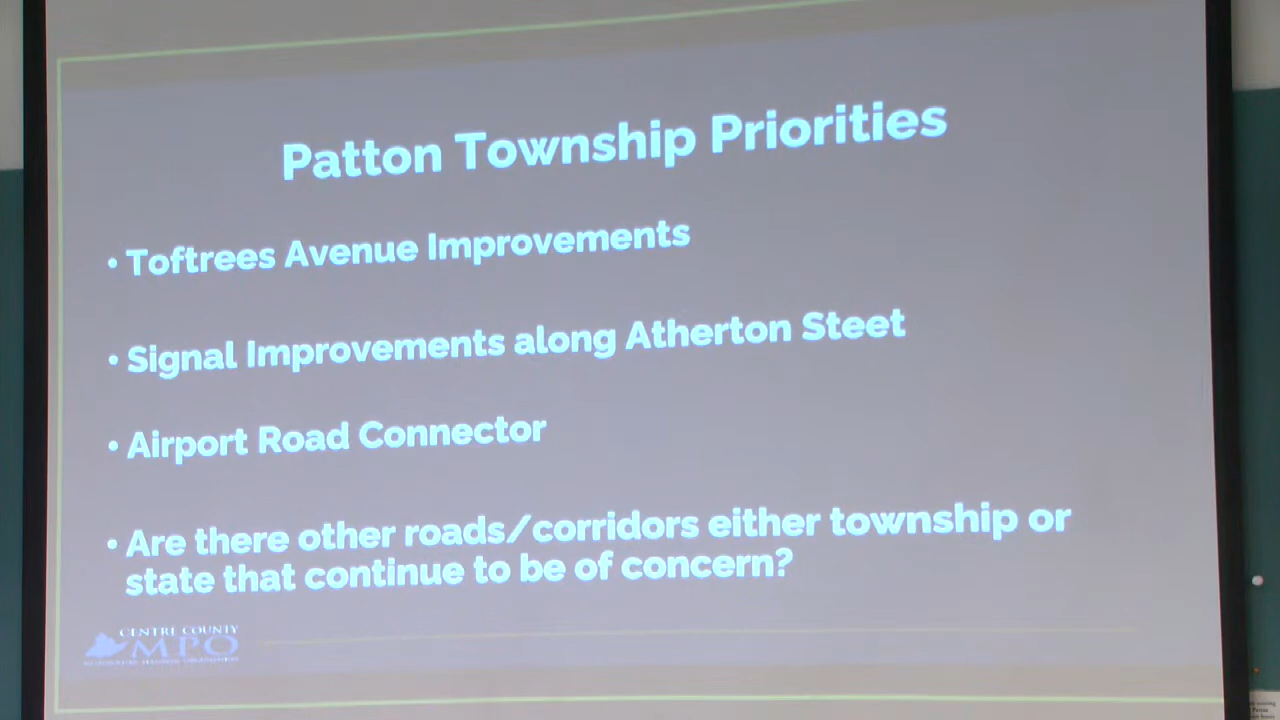 Patton Township Priorities
• Toftrees Avenue Improvements
• Signal Improvements along Atherton Steet
• Airport Road Connector
• Are there other roads/corridors either township or
state that continue to be of concern?
CENTRE COUNTY
MPO